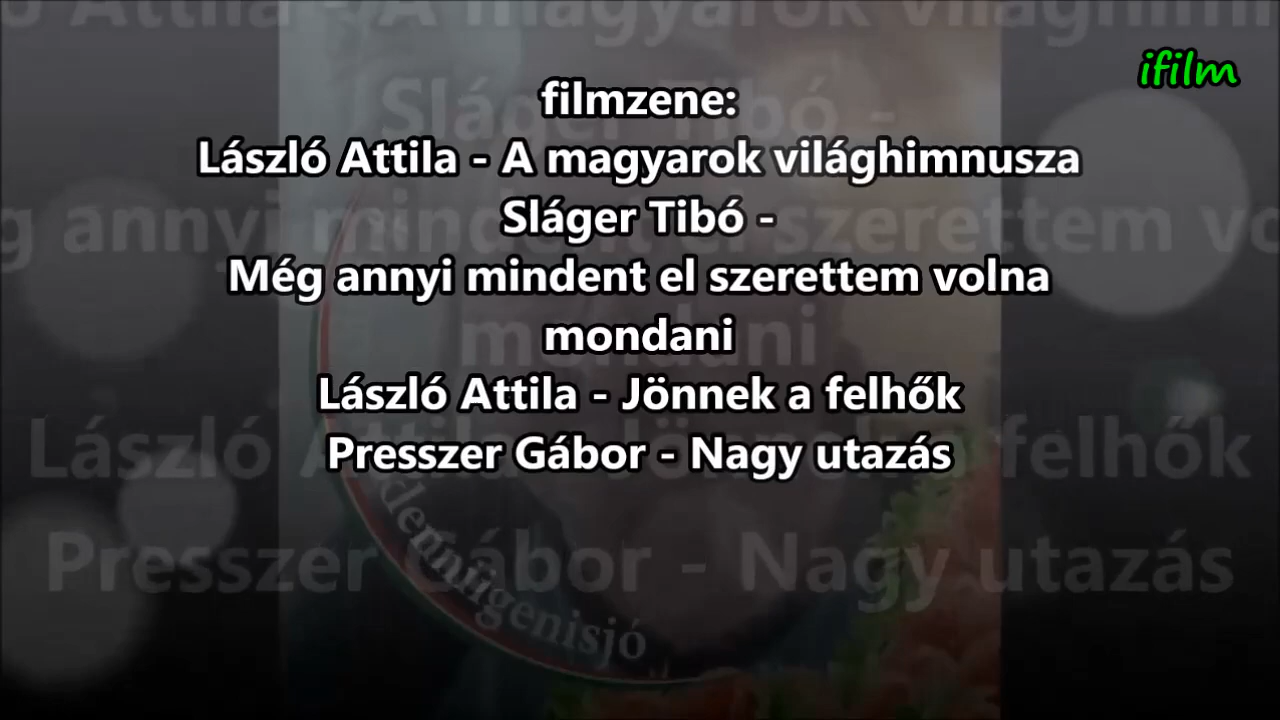 ifilm
filmzene:
László Attila - A magyarok világhimnusza
Sláger Tibó -
Még annyi mindent el szerettem volna
mondani
László Attila - Jönnek a felhők
Presszer Gábor - Nagy utazás